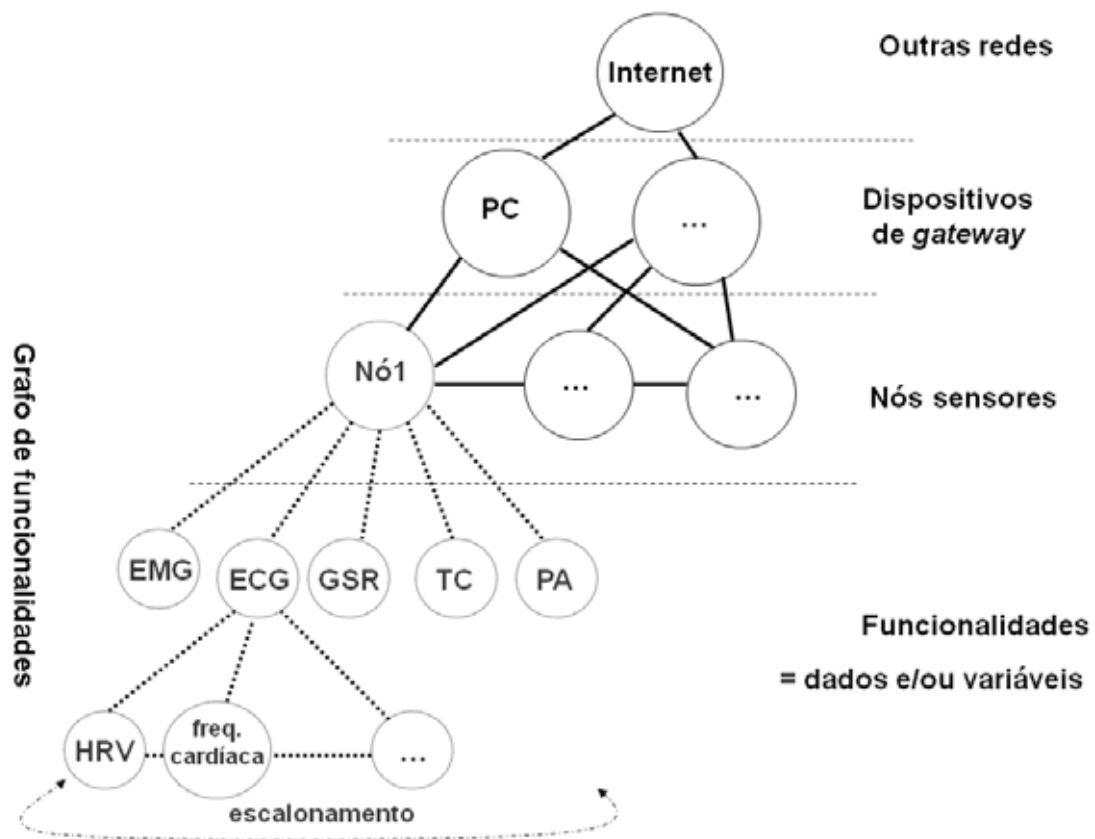 Outras redes
Internet
PC
...
Dispositivos
de gateway
Nó1
...
...
Nós sensores
Grafo de funcionalidades
EMG
ECG
GSR
TC
PA
Funcionalidades
= dados e/ou variáveis
HRV
freq.
cardíaca
...
escalonamento